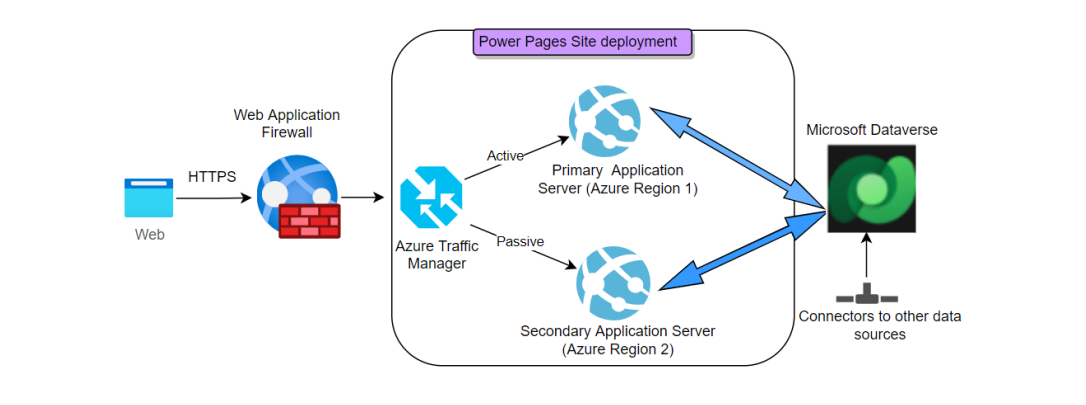 Power Pages Site deployment
Web Application
Firewall
HTTPS
Web
Azure Traffic
Manager
Active
Passive
Primary Application
Server (Azure Region 1)
Secondary Application Server
(Azure Region 2)
Microsoft Dataverse
Connectors to other data
sources